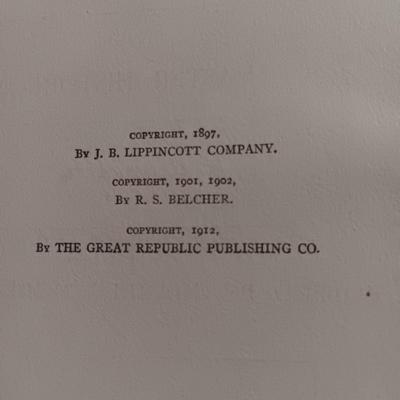 COPYRIGHT, 1897,
By J. B. LIPPINCOTT COMPANY.
COPYRIGHT, 1901, 1902,
By R. S. BELCHER.
COPYRIGHT, 1912,
By THE GREAT REPUBLIC PUBLISHING CO.